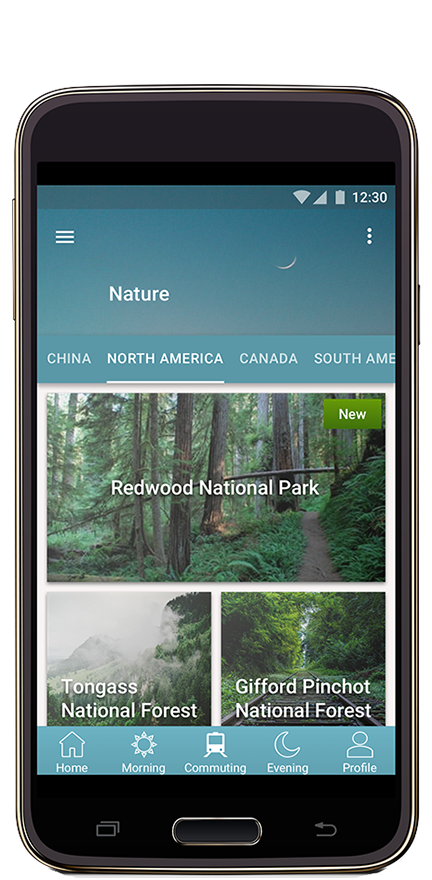 12:30
Nature
CHINA NORTH AMERICA CANADA SOUTH AME
New
Redwood National Park
Tongass
National Forest
Gifford Pinchot
National Forest
Home Morning Commuting Evening Profile